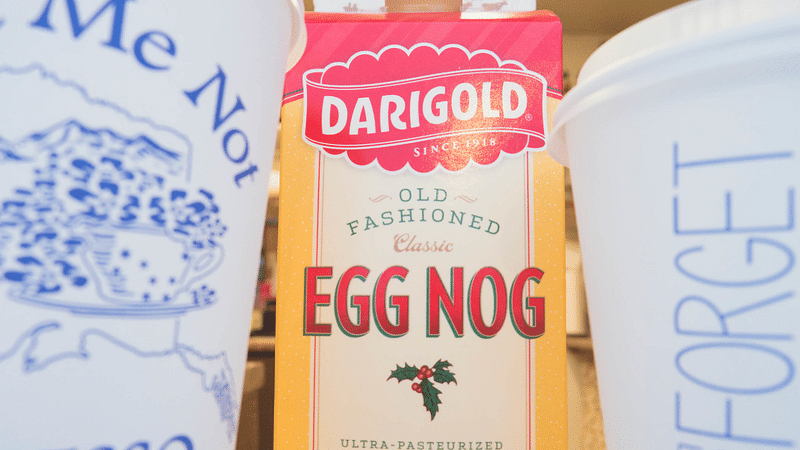 Me Not
DARIGOLD®
SINCE 1918
OLD
FASHIONED
Classic
EGG NOG
ULTRA-PASTEURIZED
FORGET